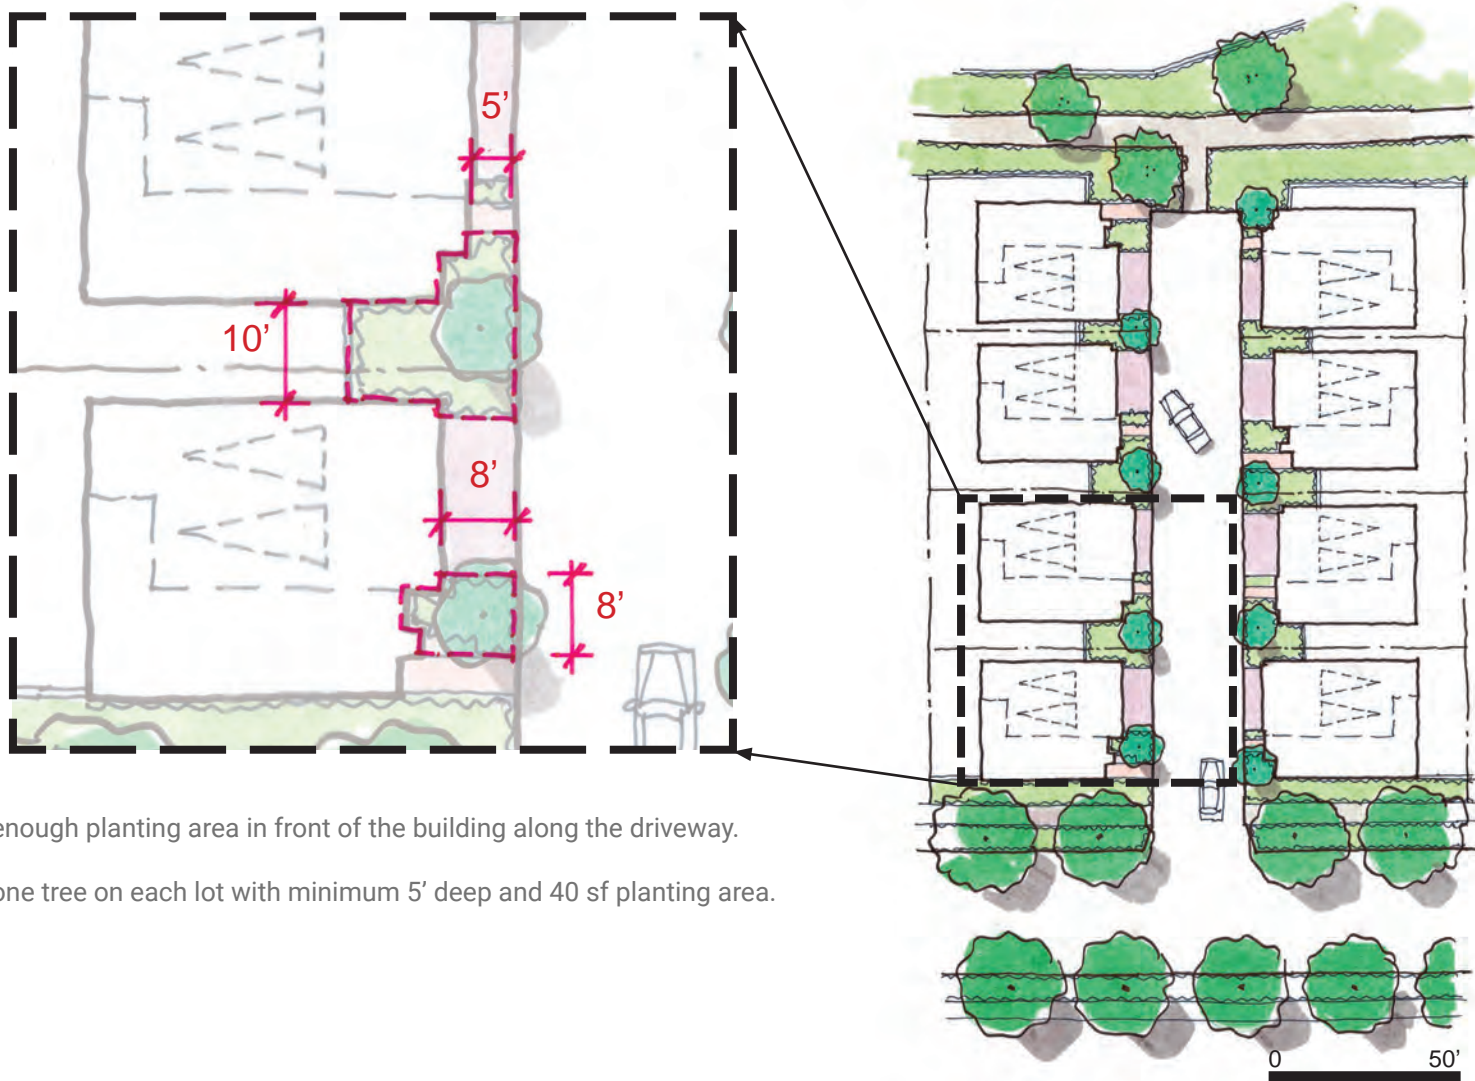 5’
10’
8’
8’
enough planting area in front of the building along the driveway.
one tree on each lot with minimum 5’ deep and 40 sf planting area.
0 50’